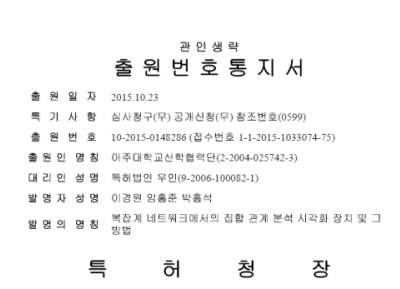 관 인 생 략
출 원 번 호 통 지 서
출 원 일 자 2015.10.23
특 기 사 항 심사청구(무) 공개신청(무) 참조번호(0599)
출 원 번 호 10-2015-0148286 (접수번호 1-1-2015-1033074-75)
출 원 인 명 칭 아주대학교산학협력단(2-2004-025742-3)
대 리 인 성 명 특허법인 우인(9-2006-100082-1)
발 명 자 성 명 이경원 임홍준 박홍석
발 명 의 명 칭 복잡계 네트워크에서의 집합 관계 분석 시각화 장치 및 그
방법
특 허 청 장